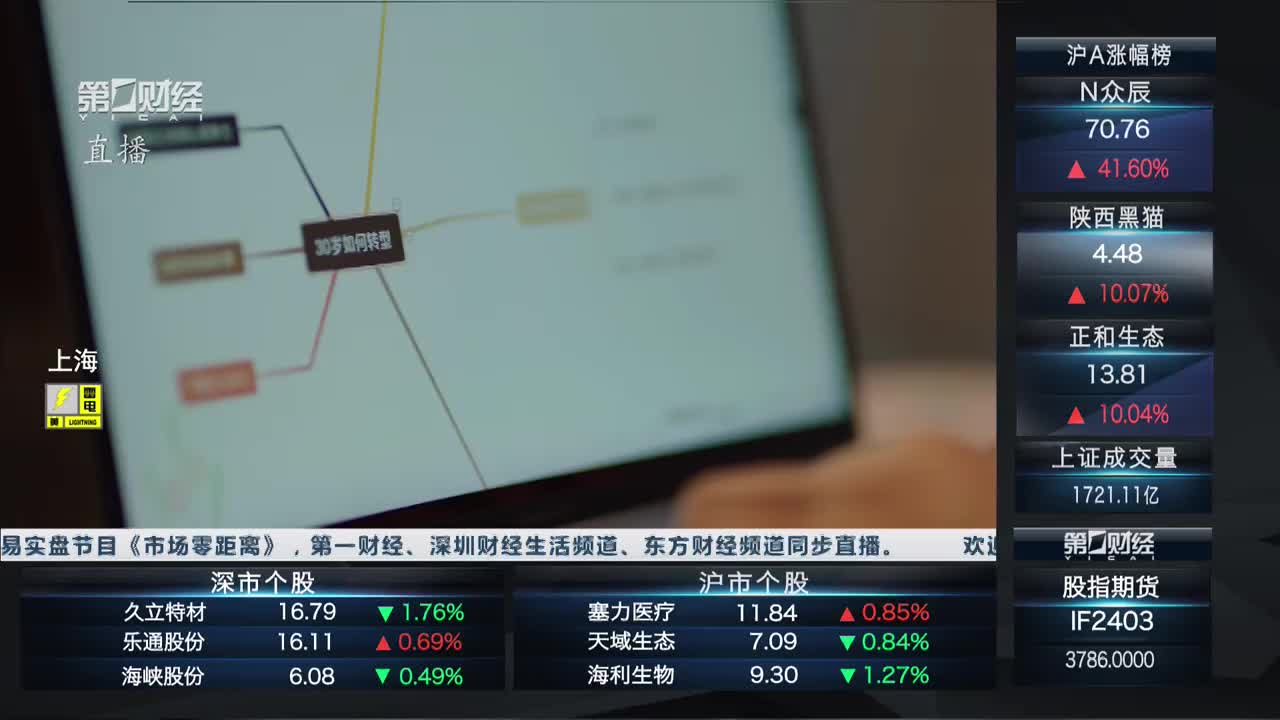 第一财经
YICAI
直播
30岁如何转型
上海
电
LIGHTNING
易实盘节目《市场零距离》，第一财经、深圳财经生活频道、东方财经频道同步直播。 欢迎
深市个股
久立特材 16.79 ▼ 1.76%
乐通股份 16.11 ▲ 0.69%
海峡股份 6.08 ▼ 0.49%
沪市个股
塞力医疗 11.84 ▲ 0.85%
天域生态 7.09 ▼ 0.84%
海利生物 9.30 ▼ 1.27%
沪A涨幅榜
N众辰
70.76
▲ 41.60%
陕西黑猫
4.48
▲ 10.07%
正和生态
13.81
▲ 10.04%
上证成交量
1721.11亿
第一财经
YICAI
股指期货
IF2403
3786.0000